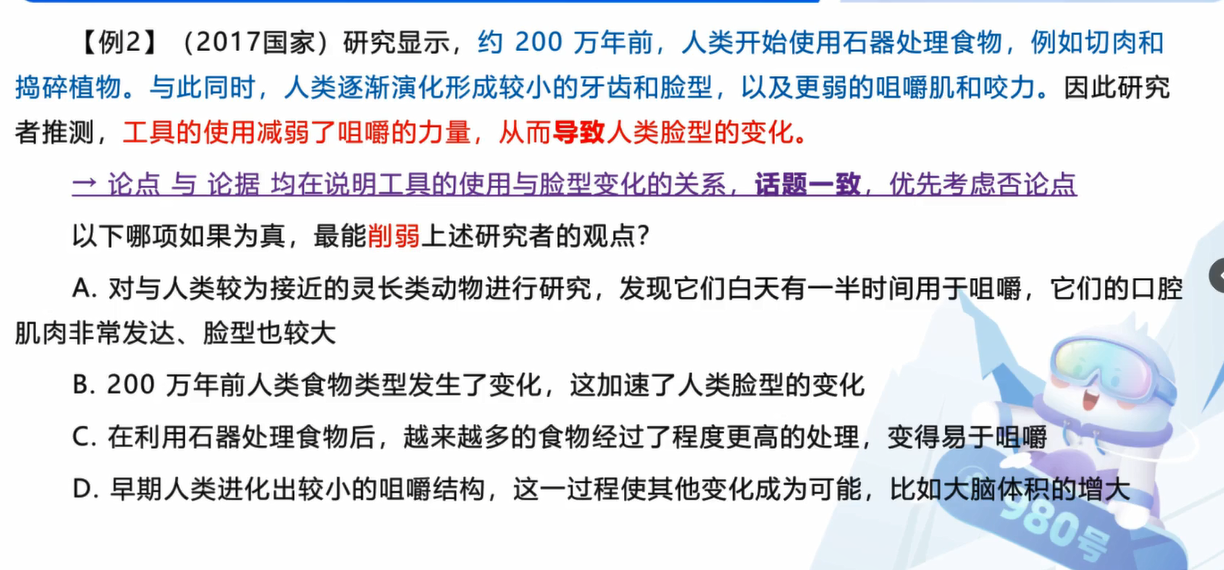 【例2】（2017国家）研究显示，约 200 万年前，人类开始使用石器处理食物，例如切肉和
捣碎植物。与此同时，人类逐渐演化形成较小的牙齿和脸型，以及更弱的咀嚼肌和咬力。因此研究
者推测，工具的使用减弱了咀嚼的力量，从而导致人类脸型的变化。
→ 论点 与 论据 均在说明工具的使用与脸型变化的关系，话题一致，优先考虑否论点
以下哪项如果为真，最能削弱上述研究者的观点？
A. 对与人类较为接近的灵长类动物进行研究，发现它们白天有一半时间用于咀嚼，它们的口腔
肌肉非常发达、脸型也较大
B. 200 万年前人类食物类型发生了变化，这加速了人类脸型的变化
C. 在利用石器处理食物后，越来越多的食物经过了程度更高的处理，变得易于咀嚼
D. 早期人类进化出较小的咀嚼结构，这一过程使其他变化成为可能，比如大脑体积的增大
980号